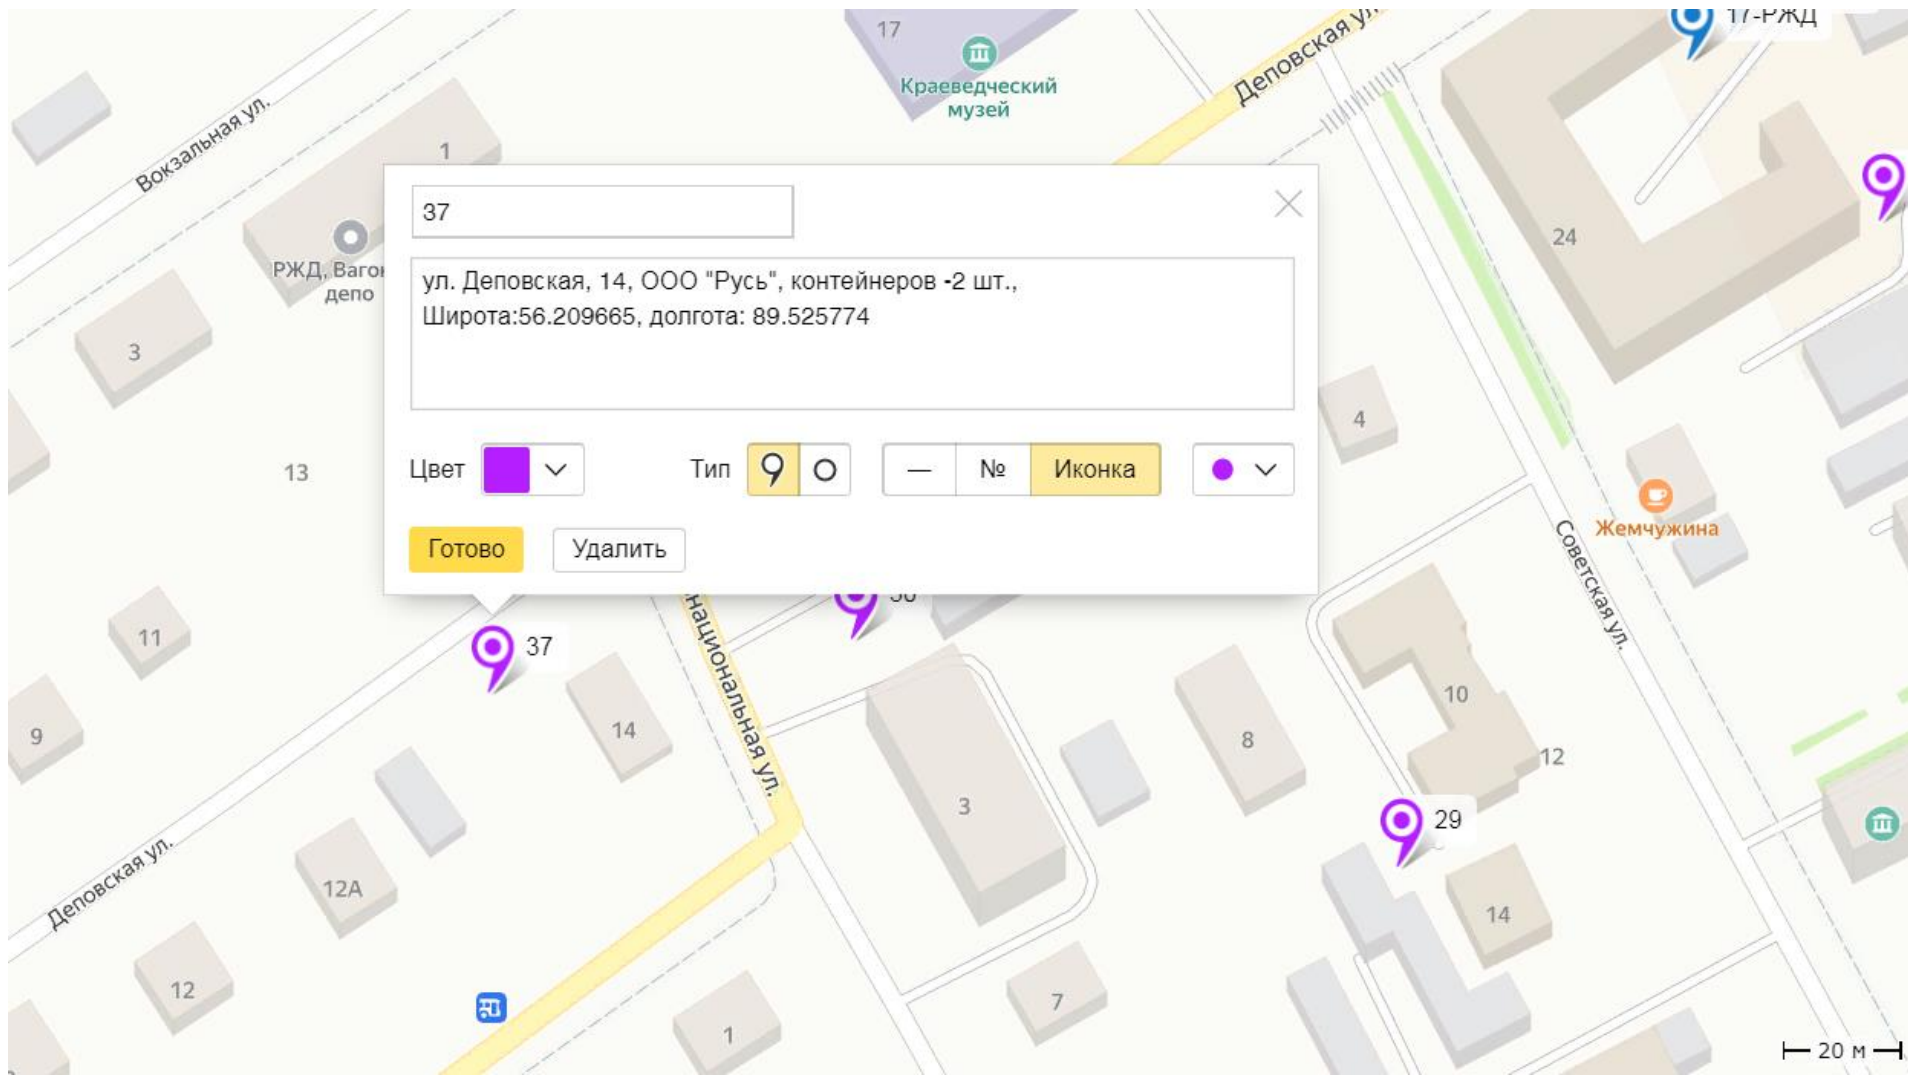 17
17-РЖД
Деповская ул.
Краеведческий
музей
Вокзальная ул.
1
37
24
РЖД, Вагон
депо
ул. Деповская, 14, ООО "Русь", контейнеров -2 шт.,
Широта:56.209665, долгота: 89.525774
3
4
13
Цвет
Тип
—
№
Иконка
Жемчужина
Готово
Удалить
Советская ул.
национальная ул.
11
37
9
14
10
8
12
3
29
Деповская ул.
12А
14
12
7
1
20 м